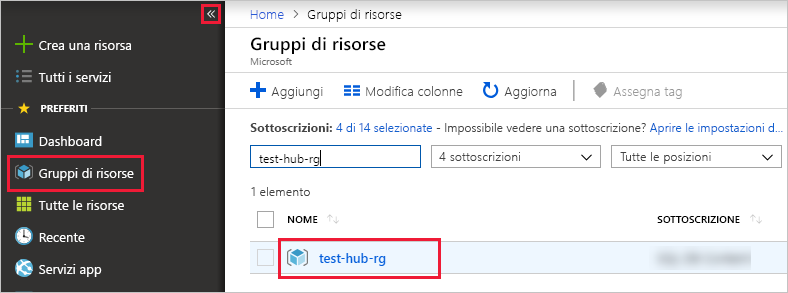 «
Crea una risorsa
Tutti i servizi
PREFERITI
Dashboard
Gruppi di risorse
Tutte le risorse
Recente
Servizi app
Home > Gruppi di risorse
Gruppi di risorse
Microsoft
Aggiungi Modifica colonne Aggiorna Assegna tag
Sottoscrizioni: 4 di 14 selezionate - Impossibile vedere una sottoscrizione? Aprire le impostazioni d...
test-hub-rg 4 sottoscrizioni Tutte le posizioni
1 elemento
NOME SOTTOSCRIZIONE
test-hub-rg